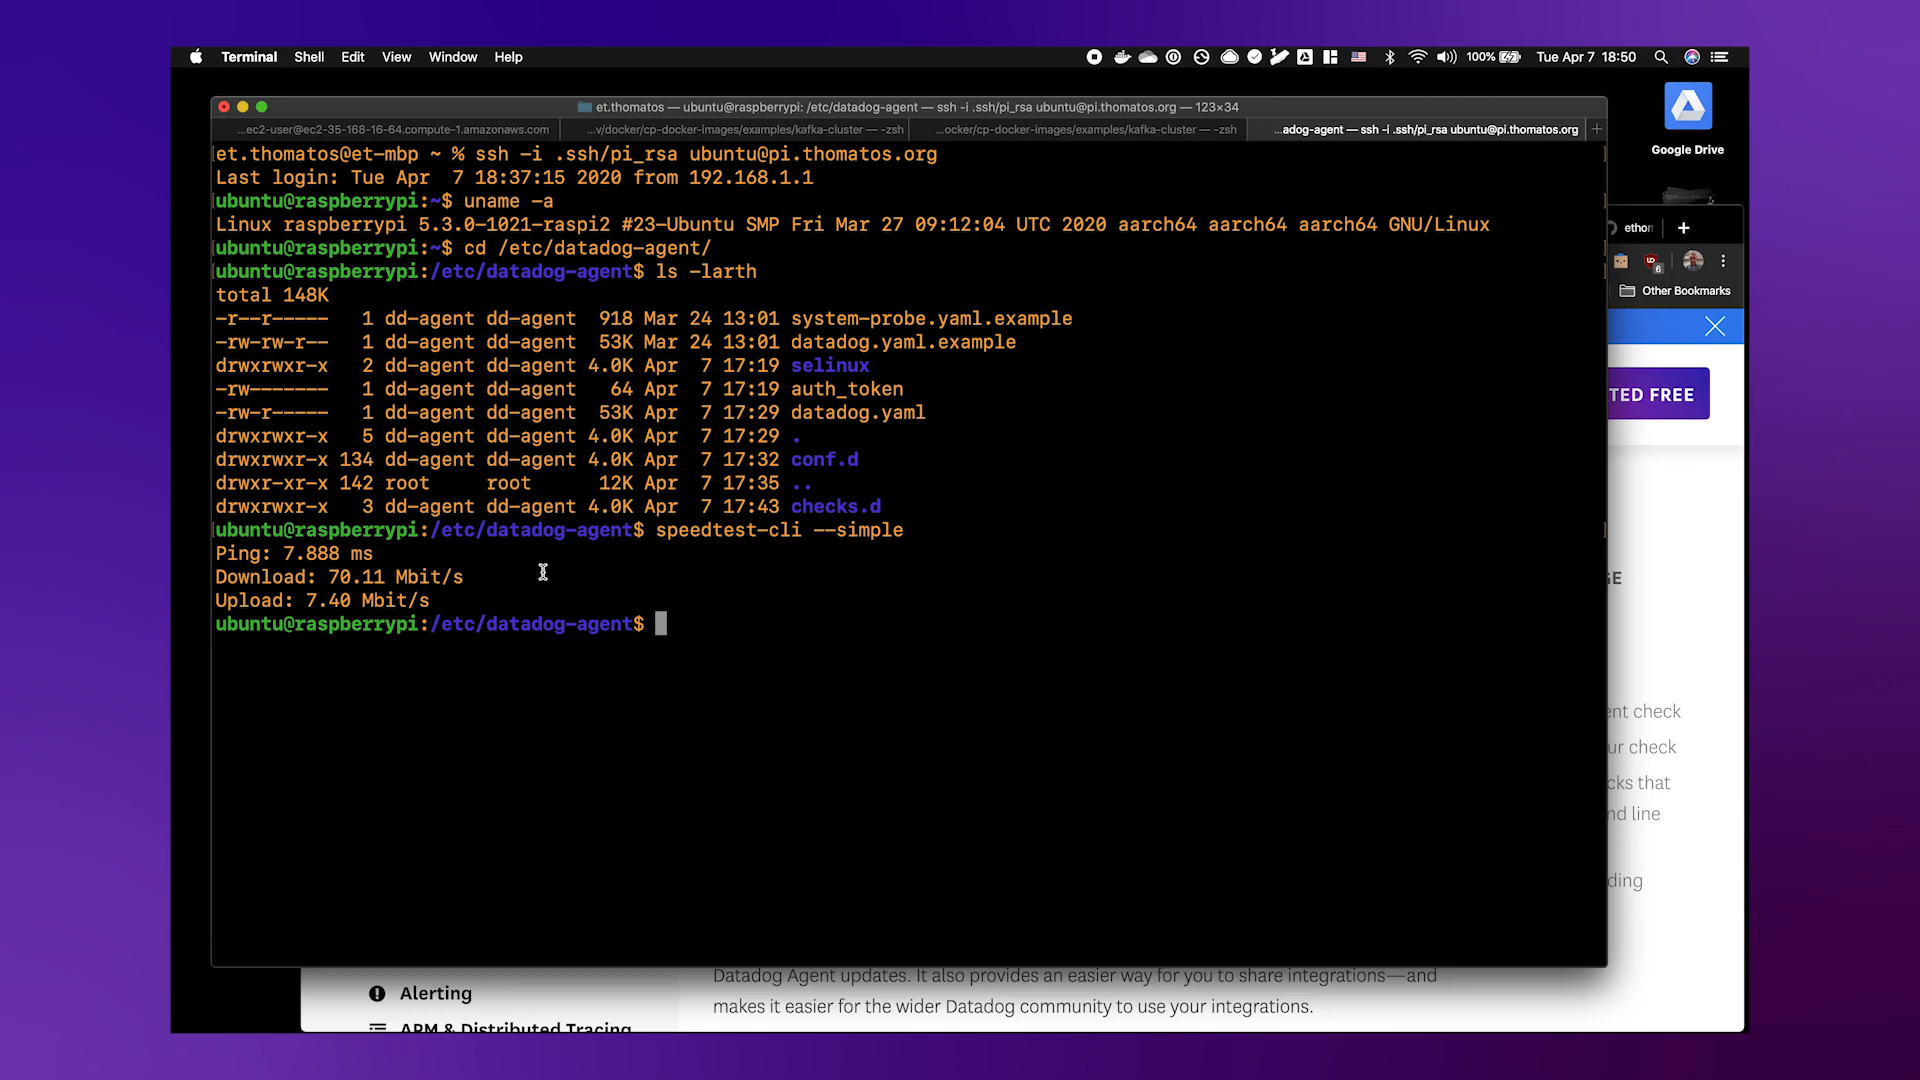 Terminal Shell Edit View Window Help 100% Tue Apr 7 18:50
Google Drive
et.thomatos — ubuntu@raspberrypi: /etc/datadog-agent — ssh -i .ssh/pi_rsa ubuntu@pi.thomatos.org — 123×34
...ec2-user@ec2-35-168-16-64.compute-1.amazonaws.com ...v/docker/cp-docker-images/examples/kafka-cluster — -zsh ...ocker/cp-docker-images/examples/kafka-cluster — -zsh ...adog-agent — ssh -i .ssh/pi_rsa ubuntu@pi.thomatos.org
et.thomatos@et-mbp ~ % ssh -i .ssh/pi_rsa ubuntu@pi.thomatos.org
Last login: Tue Apr  7 18:37:15 2020 from 192.168.1.1
ubuntu@raspberrypi:~$ uname -a
Linux raspberrypi 5.3.0-1021-raspi2 #23-Ubuntu SMP Fri Mar 27 09:12:04 UTC 2020 aarch64 aarch64 aarch64 GNU/Linux
ubuntu@raspberrypi:~$ cd /etc/datadog-agent/
ubuntu@raspberrypi:/etc/datadog-agent$ ls -larth
total 148K
-r--r-----   1 dd-agent dd-agent  918 Mar 24 13:01 system-probe.yaml.example
-rw-rw-r--   1 dd-agent dd-agent  53K Mar 24 13:01 datadog.yaml.example
drwxrwxr-x   2 dd-agent dd-agent 4.0K Apr  7 17:19 selinux
-rw-------   1 dd-agent dd-agent   64 Apr  7 17:19 auth_token
-rw-r-----   1 dd-agent dd-agent  53K Apr  7 17:29 datadog.yaml
drwxrwxr-x   5 dd-agent dd-agent 4.0K Apr  7 17:29 .
drwxrwxr-x 134 dd-agent dd-agent 4.0K Apr  7 17:32 conf.d
drwxr-xr-x 142 root     root      12K Apr  7 17:35 ..
drwxrwxr-x   3 dd-agent dd-agent 4.0K Apr  7 17:43 checks.d
ubuntu@raspberrypi:/etc/datadog-agent$ speedtest-cli --simple
Ping: 7.888 ms
Download: 70.11 Mbit/s
Upload: 7.40 Mbit/s
ubuntu@raspberrypi:/etc/datadog-agent$
ethor
6
Other Bookmarks
TED FREE
GE
ent check
ur check
cks that
nd line
ding
Datadog Agent updates. It also provides an easier way for you to share integrations—and
makes it easier for the wider Datadog community to use your integrations.
Alerting
APM & Distributed Tracing